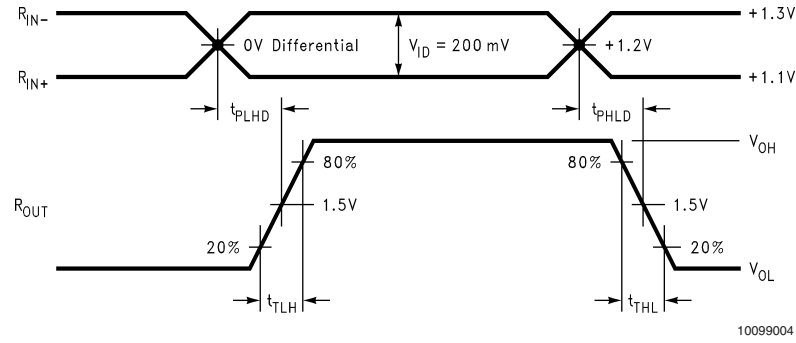 R_IN- +1.3V
0V Differential V_ID = 200 mV +1.2V
R_IN+ +1.1V
t_PLHD t_PHLD
V_OH
80% 80%
R_OUT 1.5V 1.5V
20% 20%
V_OL
t_TLH t_THL
10099004